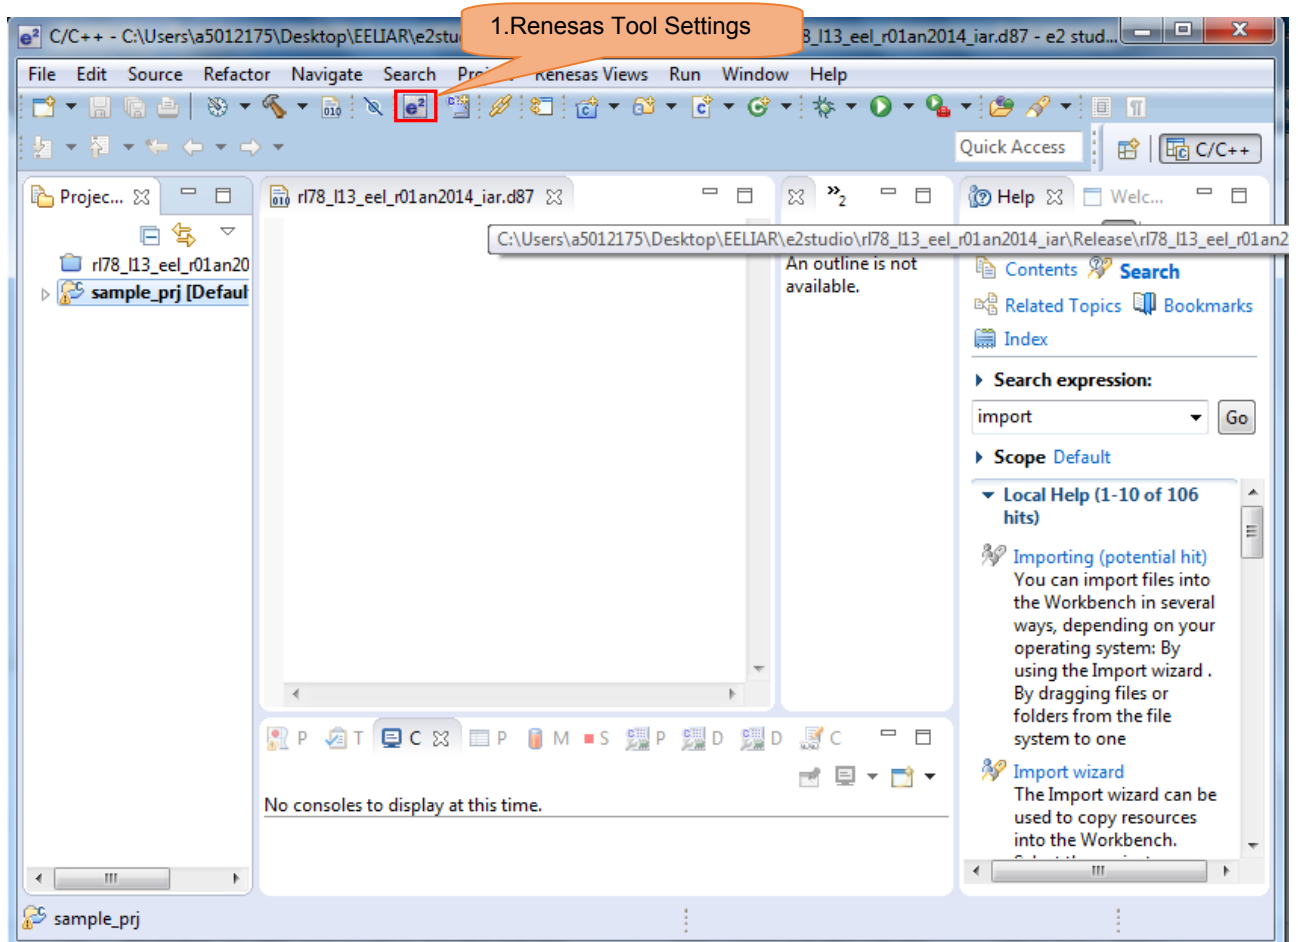 1.Renesas Tool Settings
C/C++ - C:\Users\a5012175\Desktop\EELIAR\e2stu 8_l13_eel_r01an2014_iar.d87 - e2 stud...
File Edit Source Refactor Navigate Search Renesas Views Run Window Help
Quick Access C/C++
Projec... rl78_l13_eel_r01an2014_iar.d87 »2 Help Welc...
C:\Users\a5012175\Desktop\EELIAR\e2studio\rl78_l13_eel_r01an2014_iar\Release\rl78_l13_eel_r01an2
rl78_l13_eel_r01an20
sample_prj [Defaul
An outline is not
available.
Contents Search
Related Topics Bookmarks
Index
Search expression:
import Go
Scope Default
Local Help (1-10 of 106
hits)
Importing (potential hit)
You can import files into
the Workbench in several
ways, depending on your
operating system: By
using the Import wizard .
By dragging files or
folders from the file
system to one
Import wizard
The Import wizard can be
used to copy resources
into the Workbench.
P T C P M S P D D C
No consoles to display at this time.
sample_prj